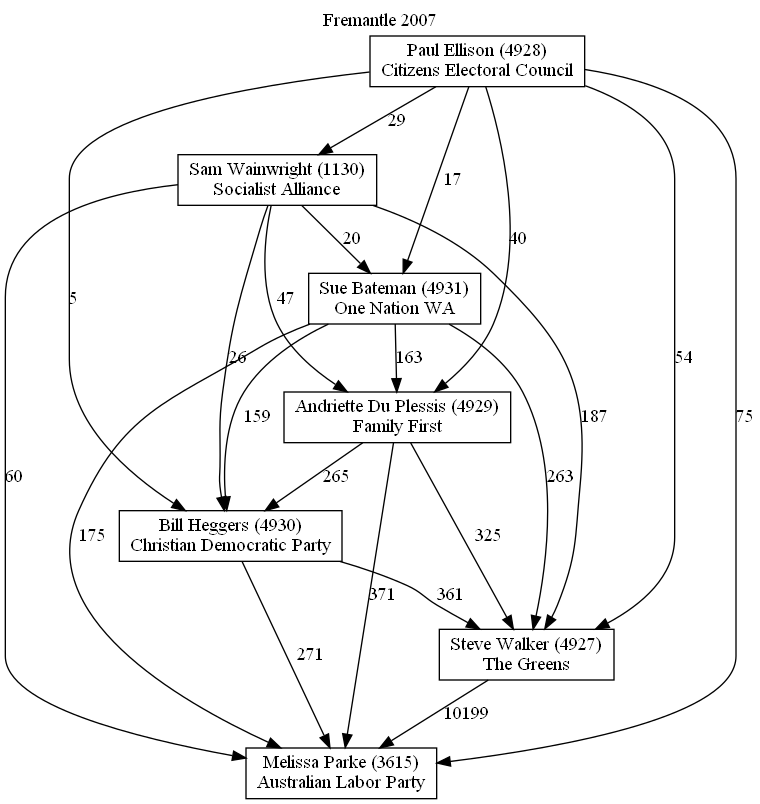 Fremantle 2007
Paul Ellison (4928)
Citizens Electoral Council
29
Sam Wainwright (1130)
Socialist Alliance
17
20
40
Sue Bateman (4931)
One Nation WA
5
47
26
163
54
Andriette Du Plessis (4929)
Family First
159
187
75
60
265
263
175
Bill Heggers (4930)
Christian Democratic Party
325
371
361
271
Steve Walker (4927)
The Greens
10199
Melissa Parke (3615)
Australian Labor Party